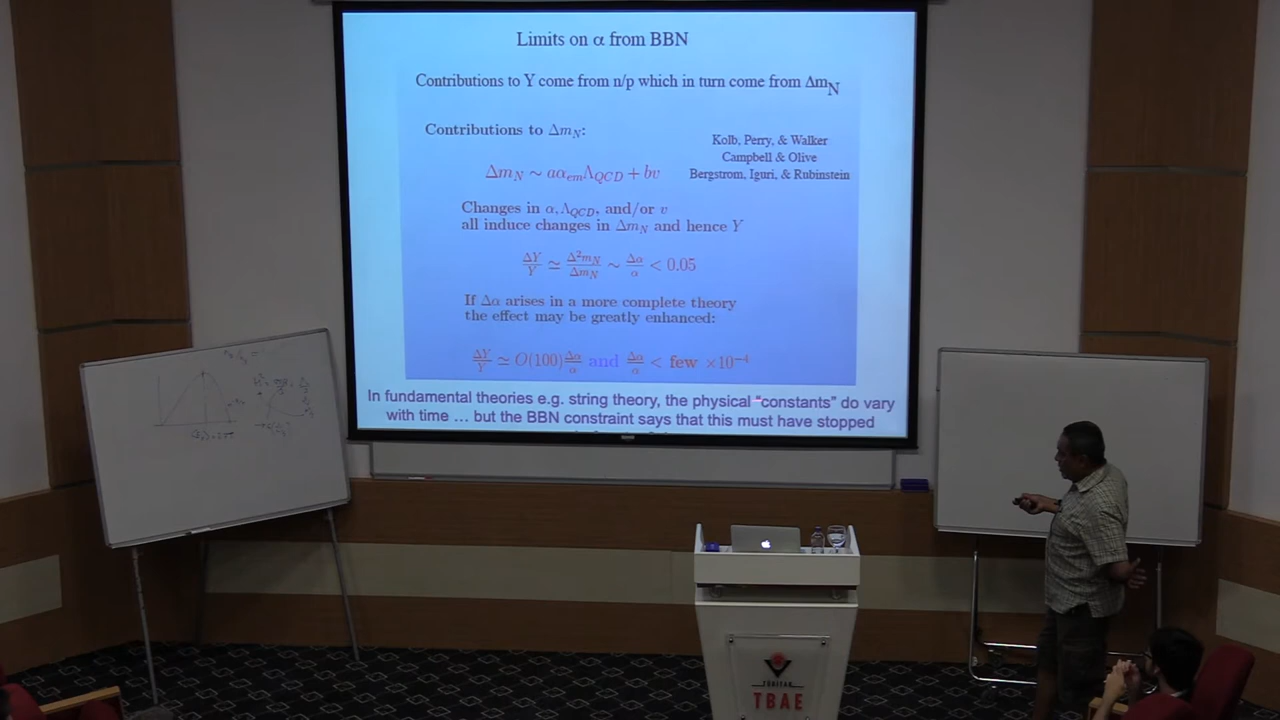 Limits on α from BBN
Contributions to Y come from n/p which in turn come from Δm_N
Contributions to Δm_N:
Kolb, Perry, & Walker
Campbell & Olive
Δm_N ∼ aα_em Λ_QCD + bv
Bergstrom, Iguri, & Rubinstein
Changes in α, Λ_QCD, and/or v
all induce changes in Δm_N and hence Y
ΔY/Y ≃ Δ²m_N/Δm_N ∼ Δα/α < 0.05
If Δα arises in a more complete theory
the effect may be greatly enhanced:
ΔY/Y ≃ O(100)Δα/α and Δα/α < few ×10⁻⁴
In fundamental theories e.g. string theory, the physical “constants” do vary
with time ... but the BBN constraint says that this must have stopped
TÜBİTAK
TBAE